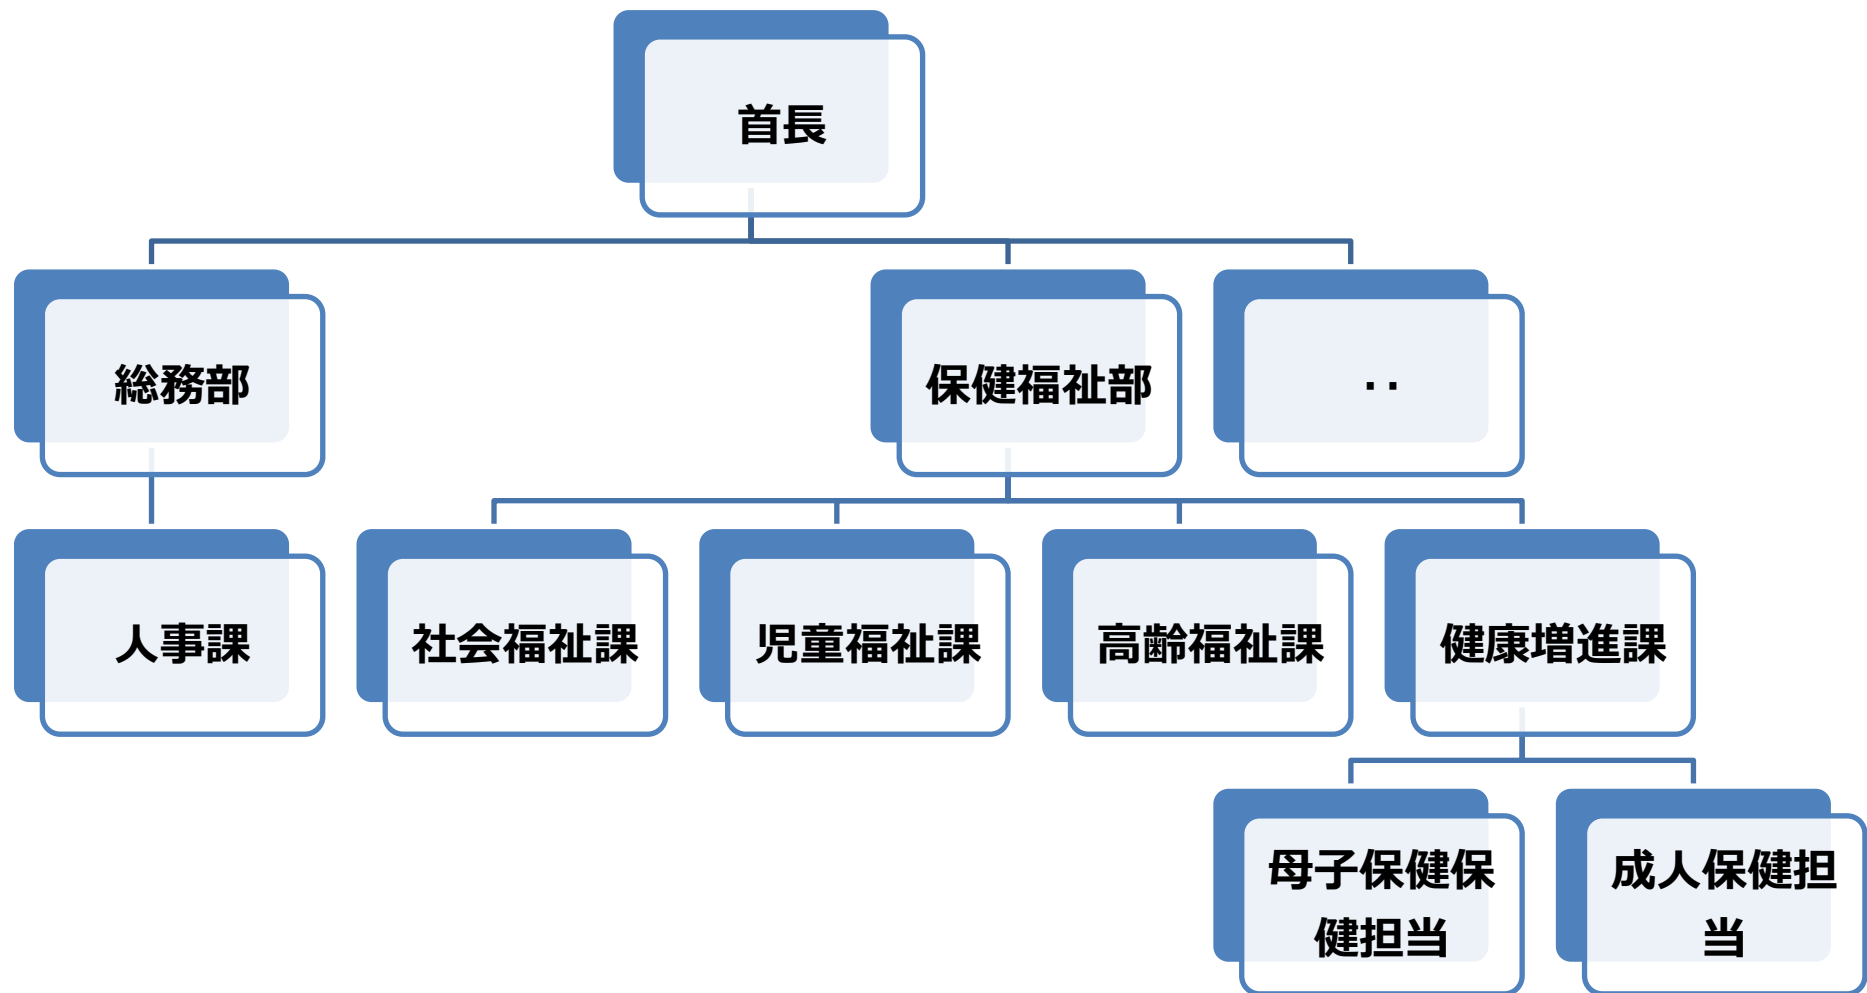 首長
総務部
保健福祉部
･･
人事課
社会福祉課
児童福祉課
高齢福祉課
健康増進課
母子保健保
健担当
成人保健担
当